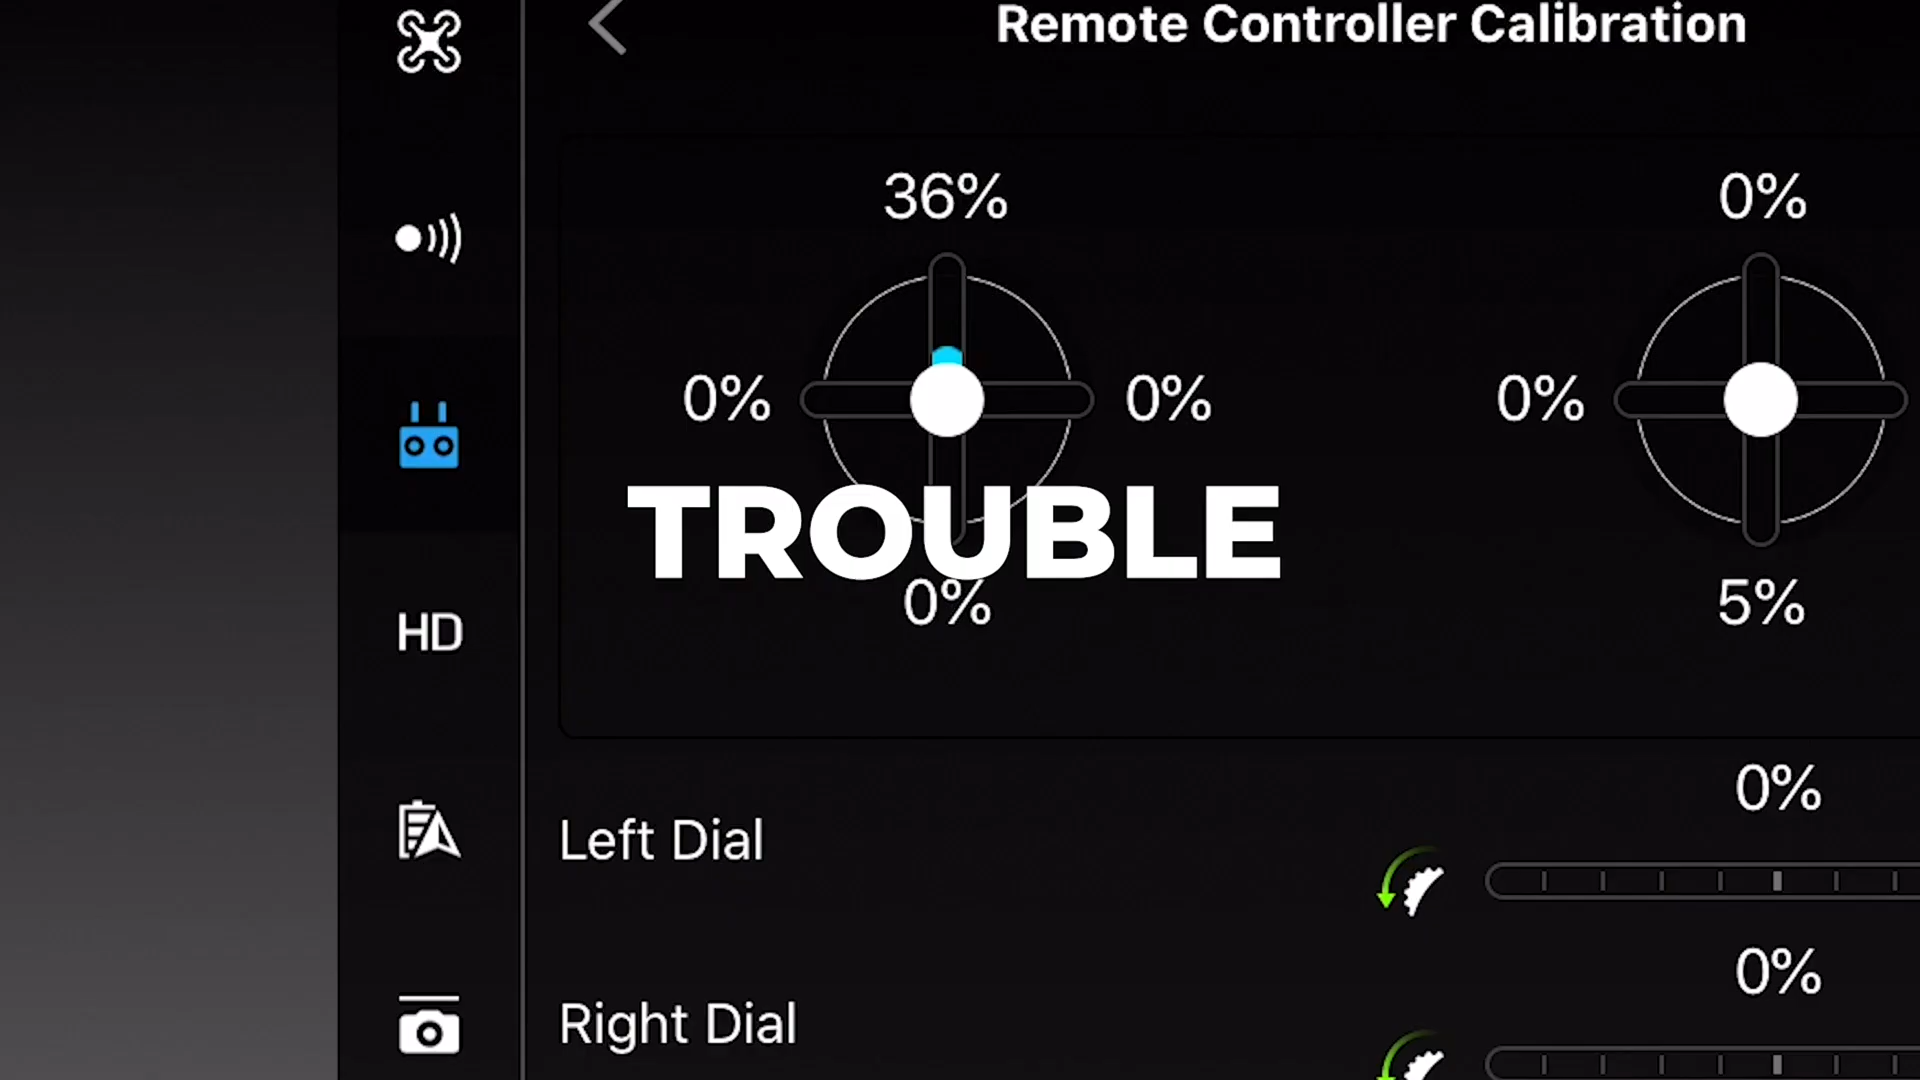 Remote Controller Calibration
36%
0%
0%
0%
0%
TROUBLE
0%
5%
HD
0%
Left Dial
0%
Right Dial